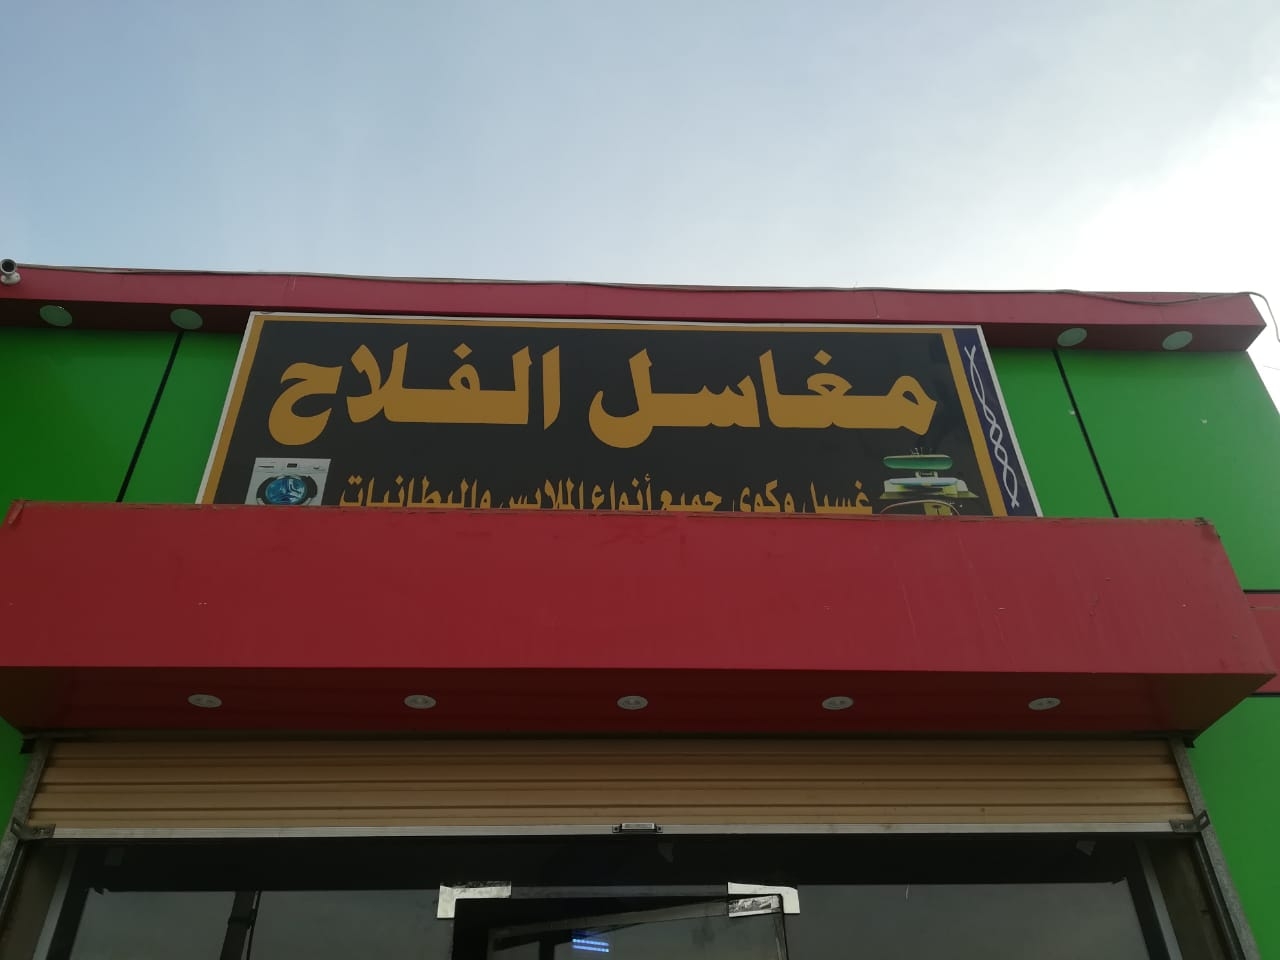 مغاسل الفلاح
غسيل وكوي جميع أنواع الملابس والبطانيات